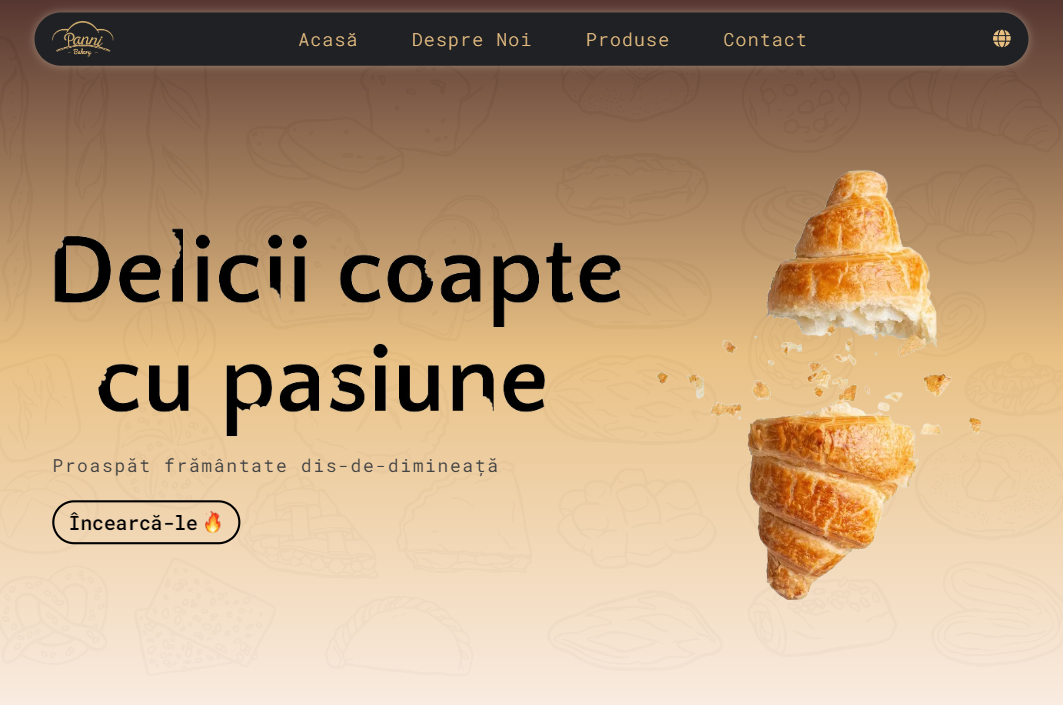 Panni
Bakery
Acasă
Despre Noi
Produse
Contact
Delicii coapte
cu pasiune
Proaspăt frământate dis-de-dimineață
Încearcă-le 🔥